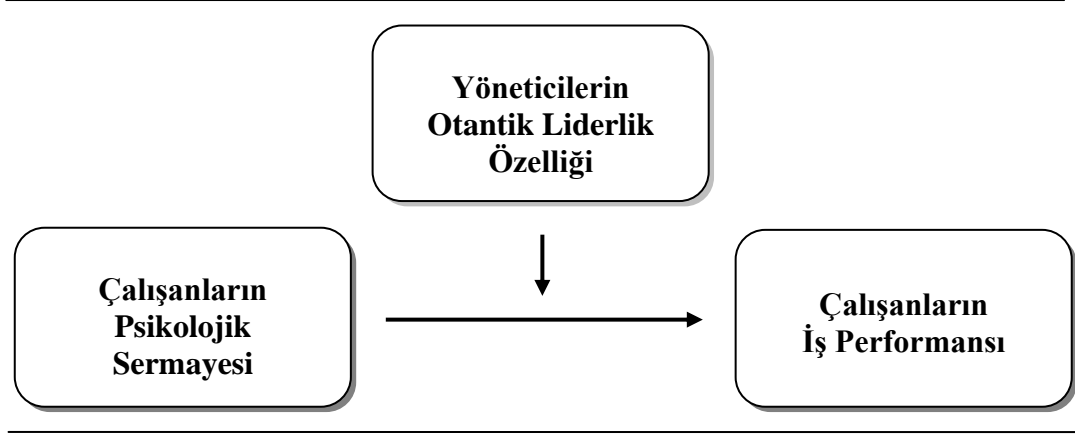 Yöneticilerin
Otantik Liderlik
Özelliği
Çalışanların
Psikolojik
Sermayesi
Çalışanların
İş Performansı